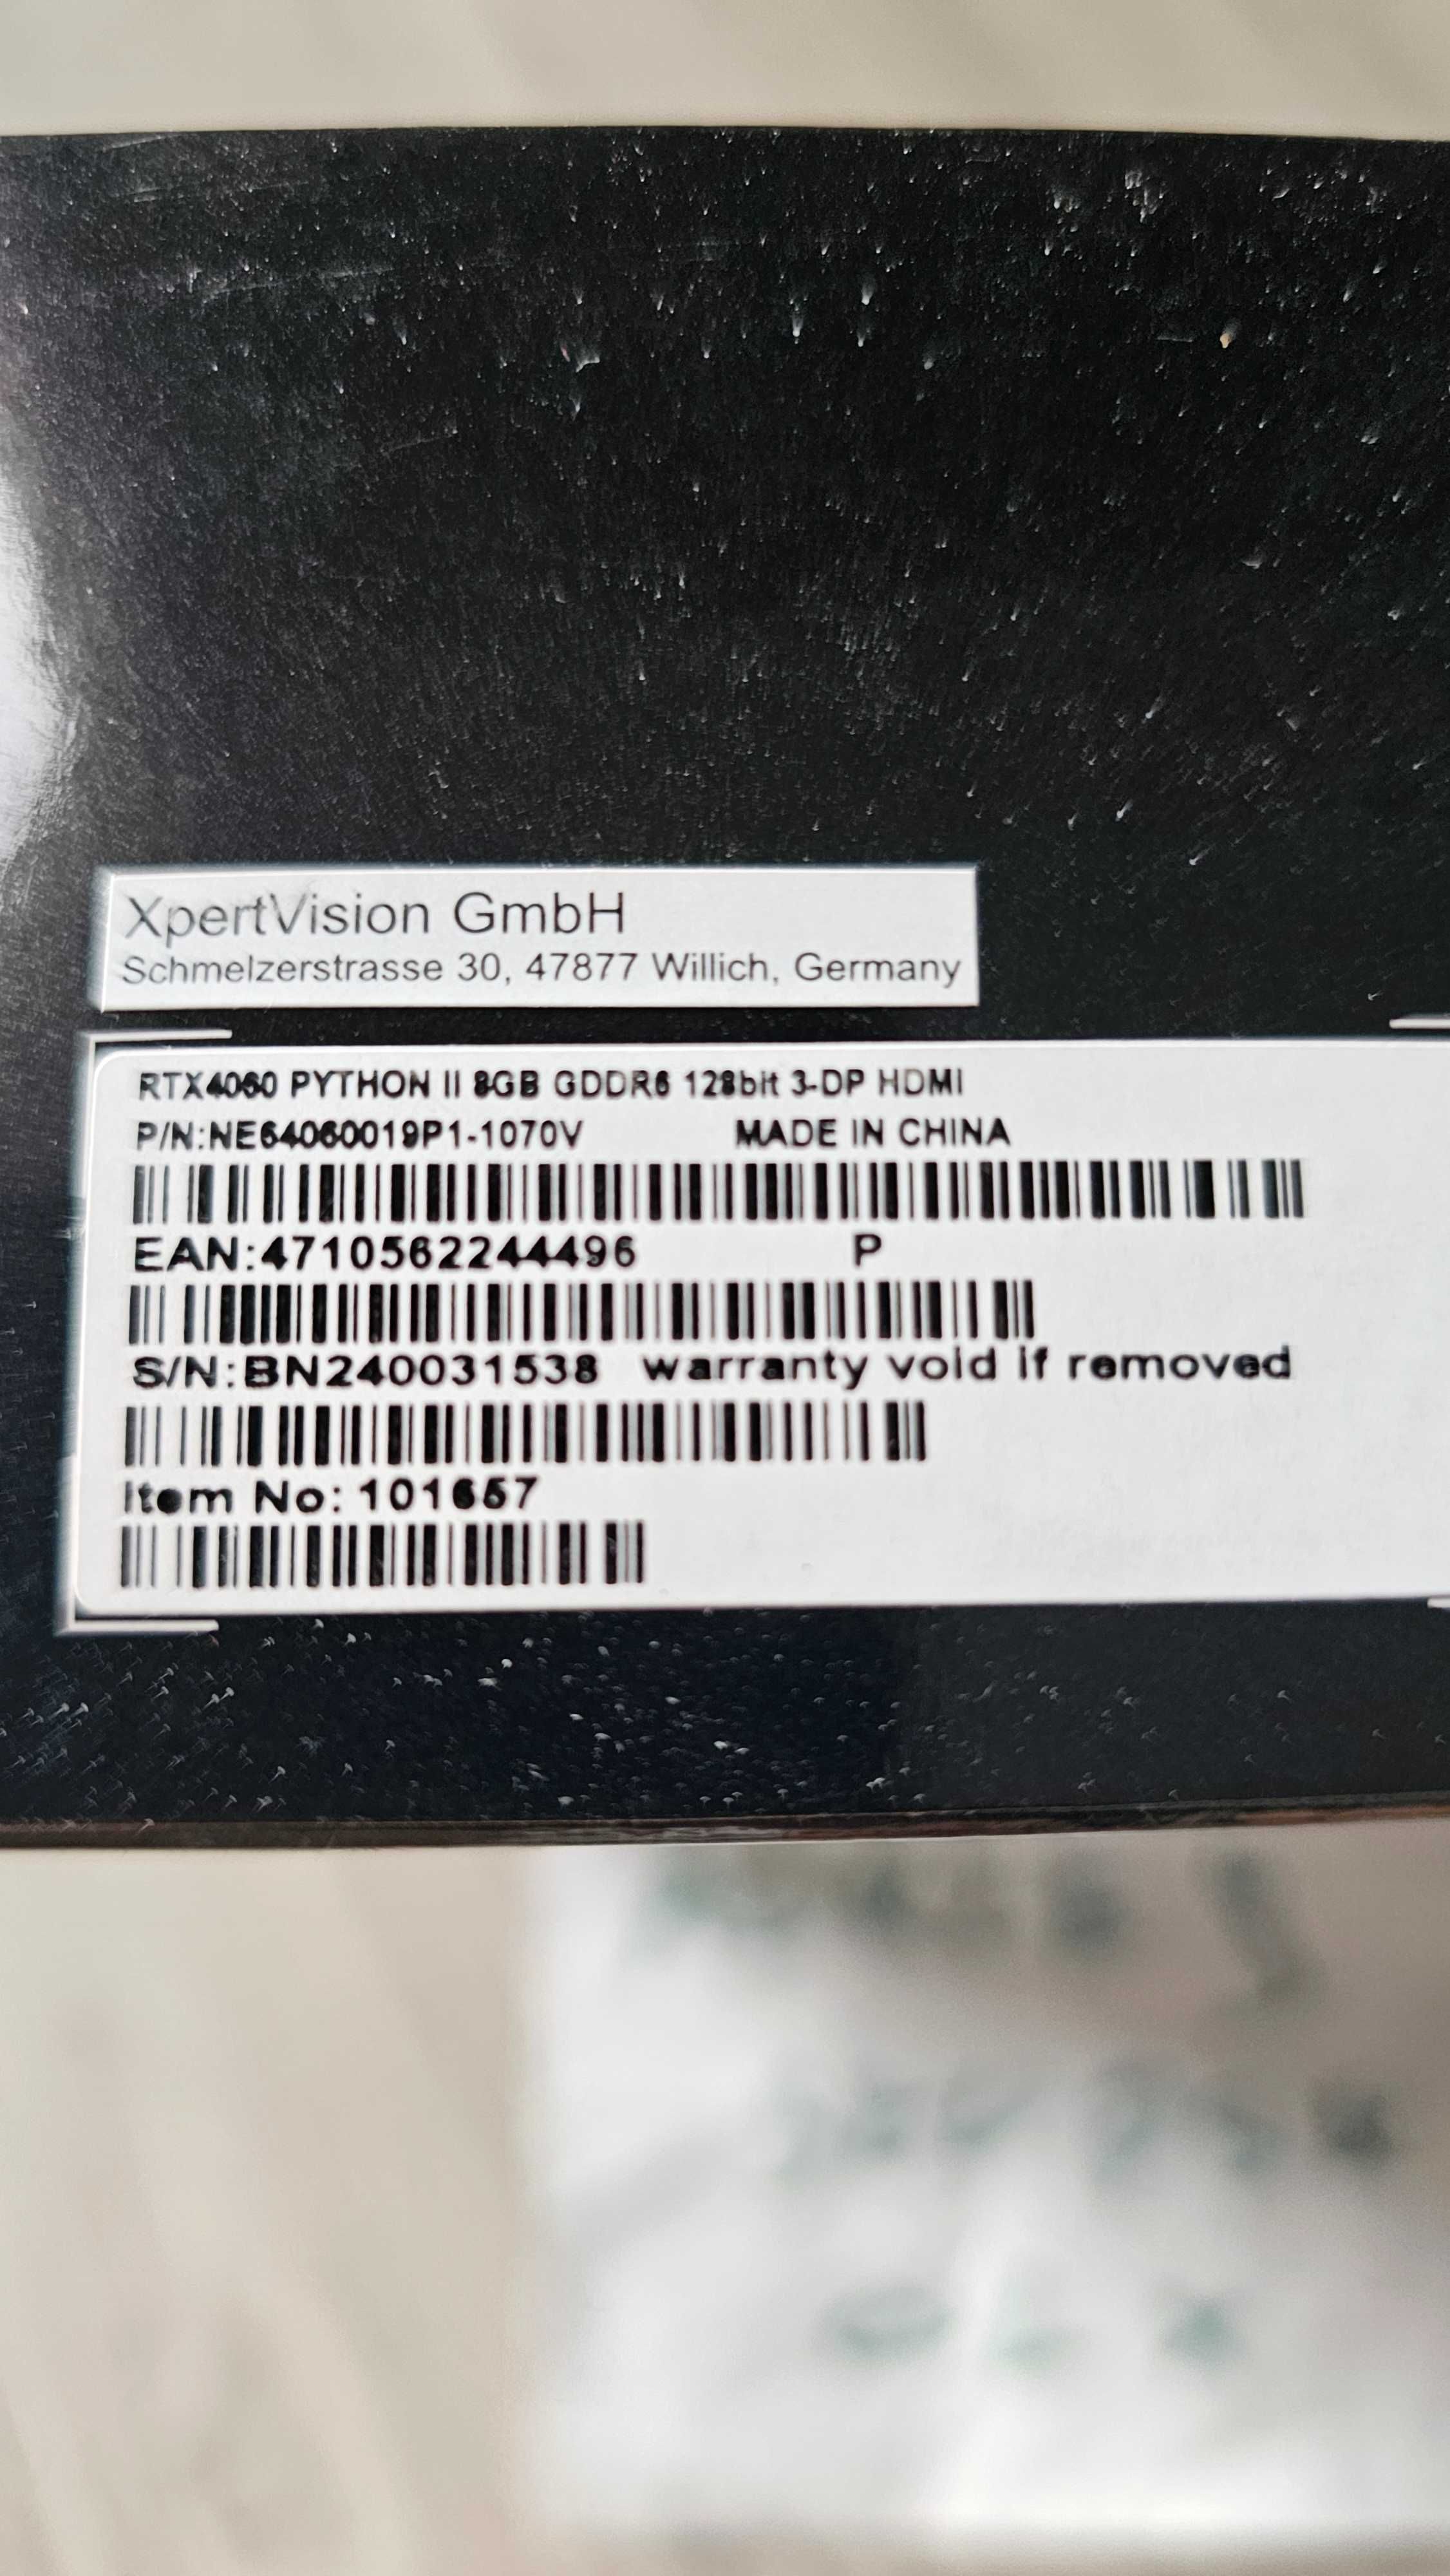 XpertVision GmbH
Schmelzerstrasse 30, 47877 Willich, Germany
RTX4060 PYTHON II 8GB GDDR6 128bit 3-DP HDMI
P/N:NE64060019P1-1070V MADE IN CHINA
EAN:4710562244496 P
S/N:BN240031538 warranty void if removed
Item No: 101657